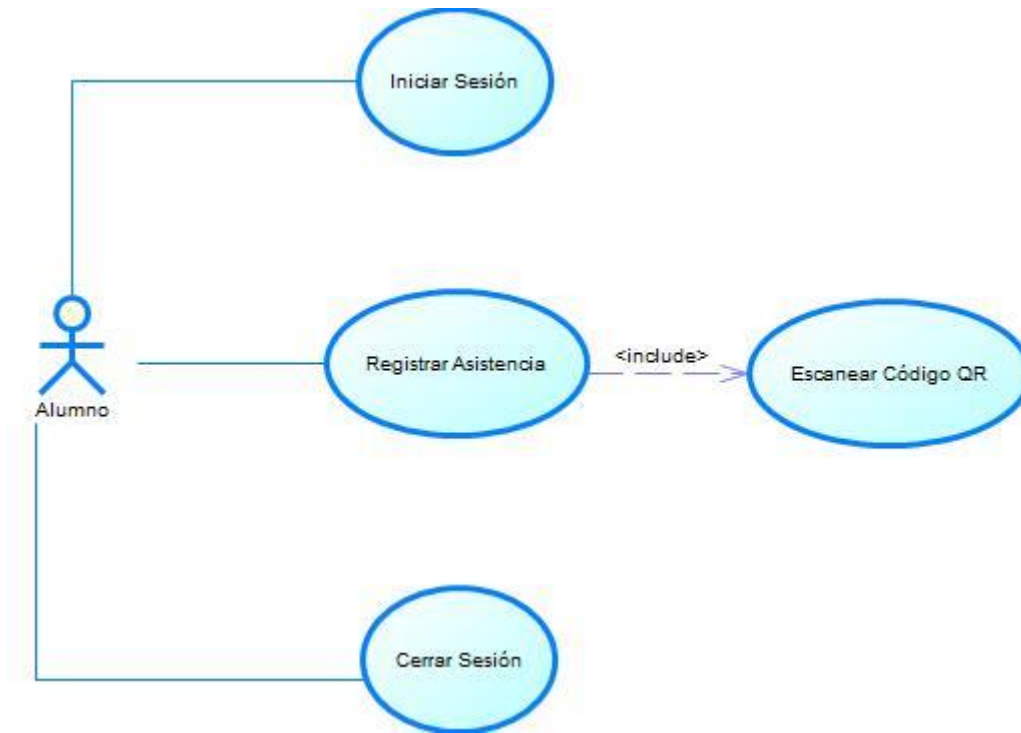 Iniciar Sesión
Registrar Asistencia
<include>
Escanear Código QR
Alumno
Cerrar Sesión